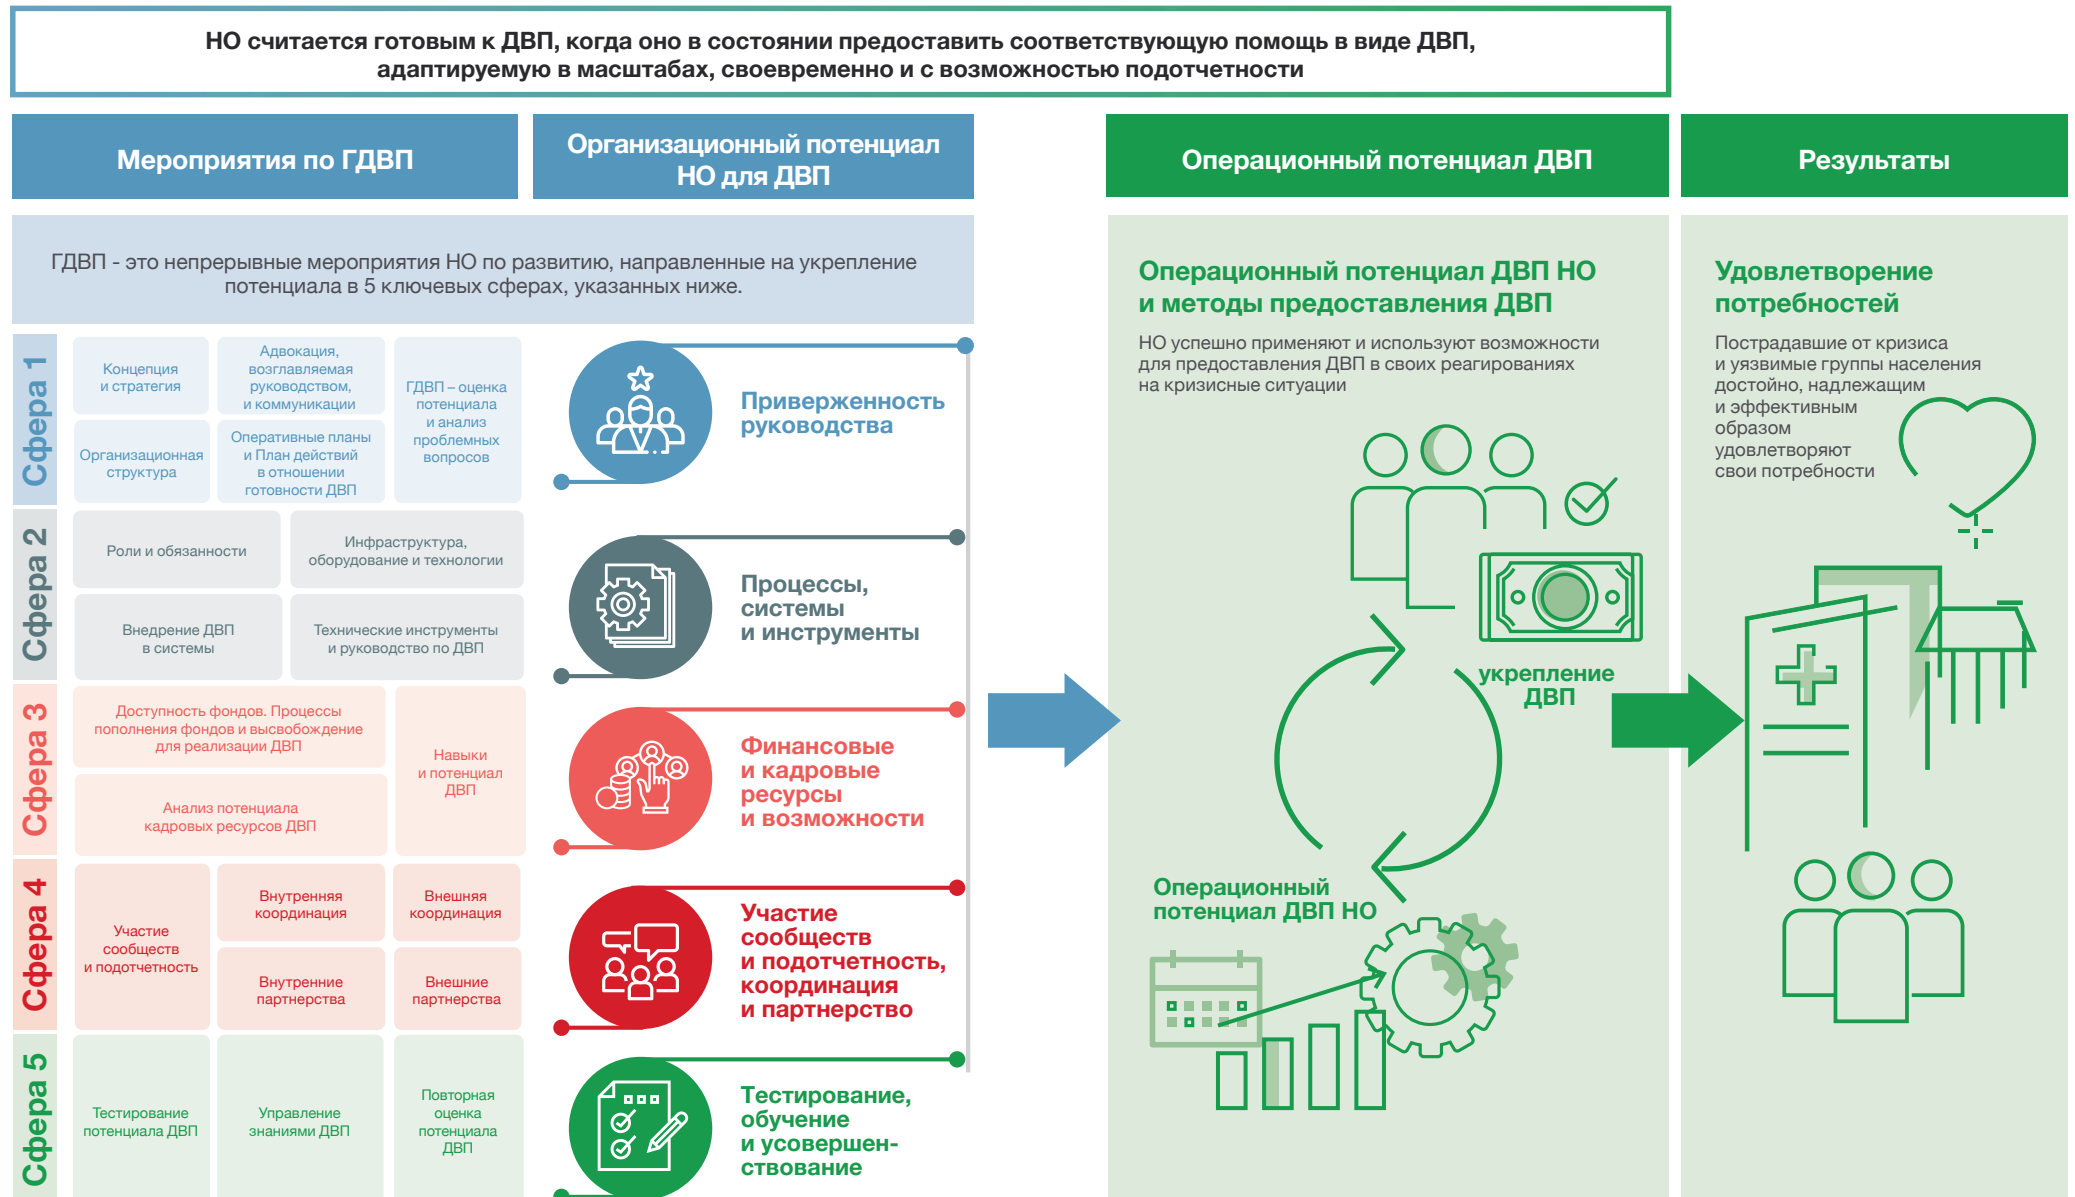 НО считается готовым к ДВП, когда оно в состоянии предоставить соответствующую помощь в виде ДВП,
адаптируемую в масштабах, своевременно и с возможностью подотчетности
Мероприятия по ГДВП
Организационный потенциал
НО для ДВП
Операционный потенциал ДВП
Результаты
ГДВП - это непрерывные мероприятия НО по развитию, направленные на укрепление
потенциала в 5 ключевых сферах, указанных ниже.
Сфера 1
Концепция
и стратегия
Адвокация,
возглавляемая
руководством,
и коммуникации
ГДВП – оценка
потенциала
и анализ
проблемных
вопросов
Организационная
структура
Оперативные планы
и План действий
в отношении
готовности ДВП
Приверженность
руководства
Сфера 2
Роли и обязанности
Инфраструктура,
оборудование и технологии
Внедрение ДВП
в системы
Технические инструменты
и руководство по ДВП
Процессы,
системы
и инструменты
Сфера 3
Доступность фондов. Процессы
пополнения фондов и высвобождение
для реализации ДВП
Навыки
и потенциал
ДВП
Анализ потенциала
кадровых ресурсов ДВП
Финансовые
и кадровые
ресурсы
и возможности
Сфера 4
Участие
сообществ
и подотчетность
Внутренняя
координация
Внешняя
координация
Внутренние
партнерства
Внешние
партнерства
Участие
сообществ
и подотчетность,
координация
и партнерство
Сфера 5
Тестирование
потенциала ДВП
Управление
знаниями ДВП
Повторная
оценка
потенциала
ДВП
Тестирование,
обучение
и усовершен-
ствование
Операционный потенциал ДВП НО
и методы предоставления ДВП
НО успешно применяют и используют возможности
для предоставления ДВП в своих реагированиях
на кризисные ситуации
укрепление
ДВП
Операционный
потенциал ДВП НО
Удовлетворение
потребностей
Пострадавшие от кризиса
и уязвимые группы населения
достойно, надлежащим
и эффективным
образом
удовлетворяют
свои потребности